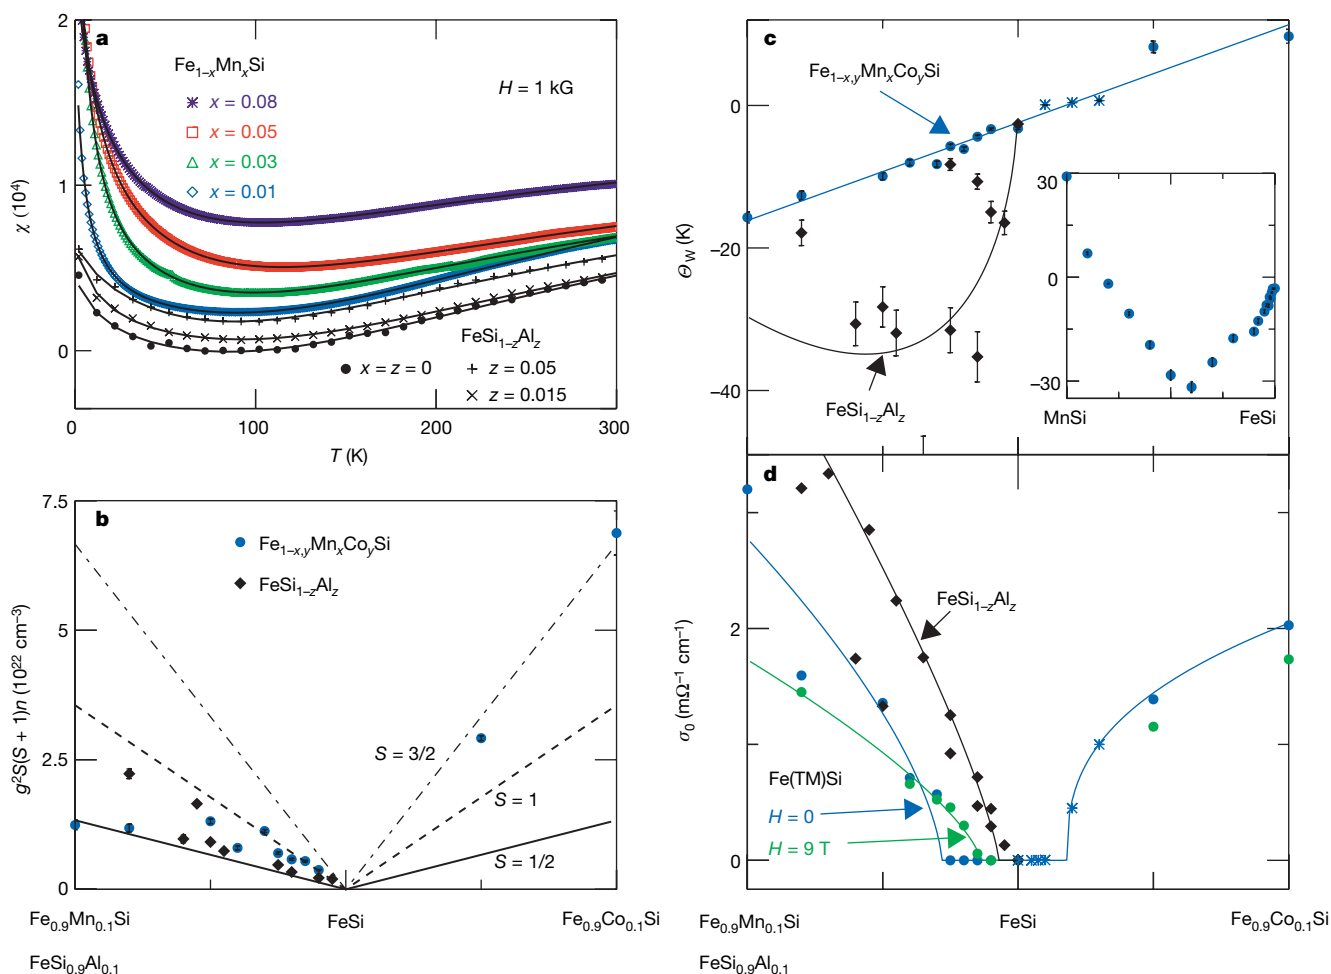 a
Fe1–xMnxSi
x = 0.08
x = 0.05
x = 0.03
x = 0.01
H = 1 kG
FeSi1–zAlz
x = z = 0
z = 0.05
z = 0.015
χ (10⁴)
2
1
0
0
100
200
300
T (K)
b
Fe1–x,yMnxCoySi
FeSi1–zAlz
S = 3/2
S = 1
S = 1/2
g²S(S + 1)n (10²² cm⁻³)
7.5
5
2.5
0
Fe0.9Mn0.1Si
FeSi
Fe0.9Co0.1Si
FeSi0.9Al0.1
c
Fe1–x,yMnxCoySi
FeSi1–zAlz
ΘW(K)
0
−20
−40
30
0
−30
MnSi
FeSi
d
FeSi1–zAlz
Fe(TM)Si
H = 0
H = 9 T
σ0 (mΩ⁻¹ cm⁻¹)
2
0
Fe0.9Mn0.1Si
FeSi
Fe0.9Co0.1Si
FeSi0.9Al0.1